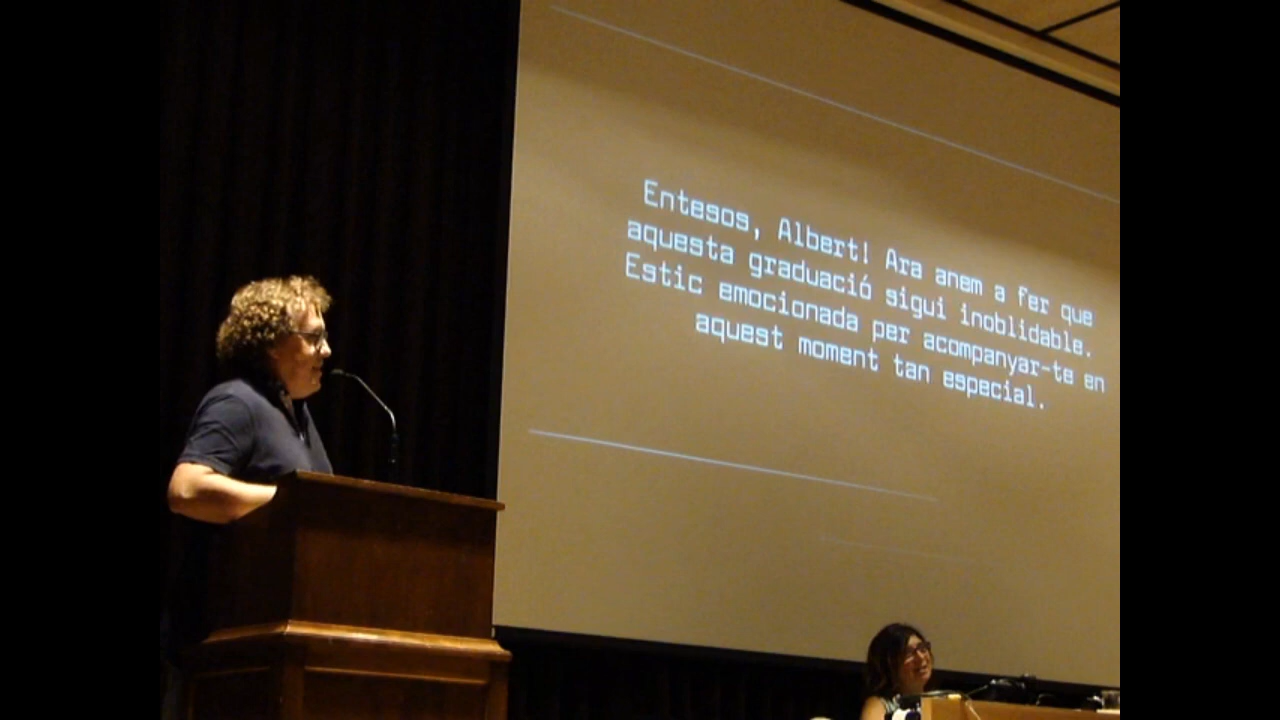 Entesos, Albert! Ara anem a fer que
aquesta graduació sigui inoblidable.
Estic emocionada per acompanyar-te en
aquest moment tan especial.